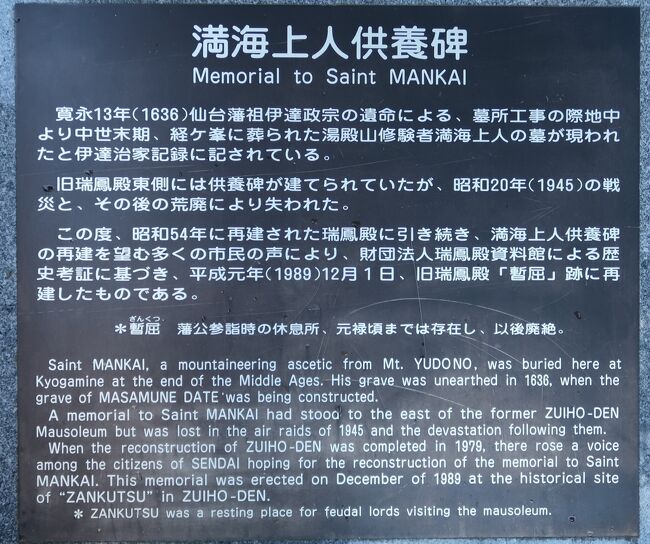 満海上人供養碑
Memorial to Saint MANKAI
寛永13年(1636)仙台藩祖伊達政宗の遺命による、墓所工事の際地中
より中世末期、経ケ峯に葬られた湯殿山修験者満海上人の墓が現われ
たと伊達治家記録に記されている。
旧瑞鳳殿東側には供養碑が建てられていたが、昭和20年(1945)の戦
災と、その後の荒廃により失われた。
この度、昭和54年に再建された瑞鳳殿に引き続き、満海上人供養碑
の再建を望む多くの市民の声により、財団法人瑞鳳殿資料館による歴
史考証に基づき、平成元年(1989)12月1日、旧瑞鳳殿「暫屈」跡に再
建したものである。
ざんくつ
*暫屈 藩公参詣時の休息所、元禄頃までは存在し、以後廃絶。
Saint MANKAI, a mountaineering ascetic from Mt. YUDONO, was buried here at
Kyogamine at the end of the Middle Ages. His grave was unearthed in 1636, when the
grave of MASAMUNE DATE was being constructed.
A memorial to Saint MANKAI had stood to the east of the former ZUIHO-DEN
Mausoleum but was lost in the air raids of 1945 and the devastation following them.
When the reconstruction of ZUIHO-DEN was completed in 1979, there rose a voice
among the citizens of SENDAI hoping for the reconstruction of the memorial to Saint
MANKAI. This memorial was erected on December of 1989 at the historical site
of “ZANKUTSU” in ZUIHO-DEN.
* ZANKUTSU was a resting place for feudal lords visiting the mausoleum.